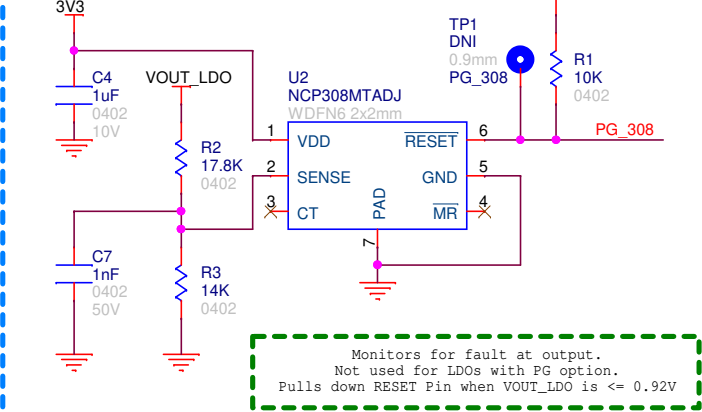 3V3
C4
1uF
0402
10V
VOUT_LDO
R2
17.8K
0402
C7
1nF
0402
50V
R3
14K
0402
U2
NCP308MTADJ
WDFN6 2x2mm
1
VDD
2
SENSE
3
CT
PAD
7
RESET
6
GND
5
MR
4
TP1
DNI
0.9mm
PG_308
R1
10K
0402
PG_308
Monitors for fault at output.
Not used for LDOs with PG option.
Pulls down RESET Pin when VOUT_LDO is <= 0.92V